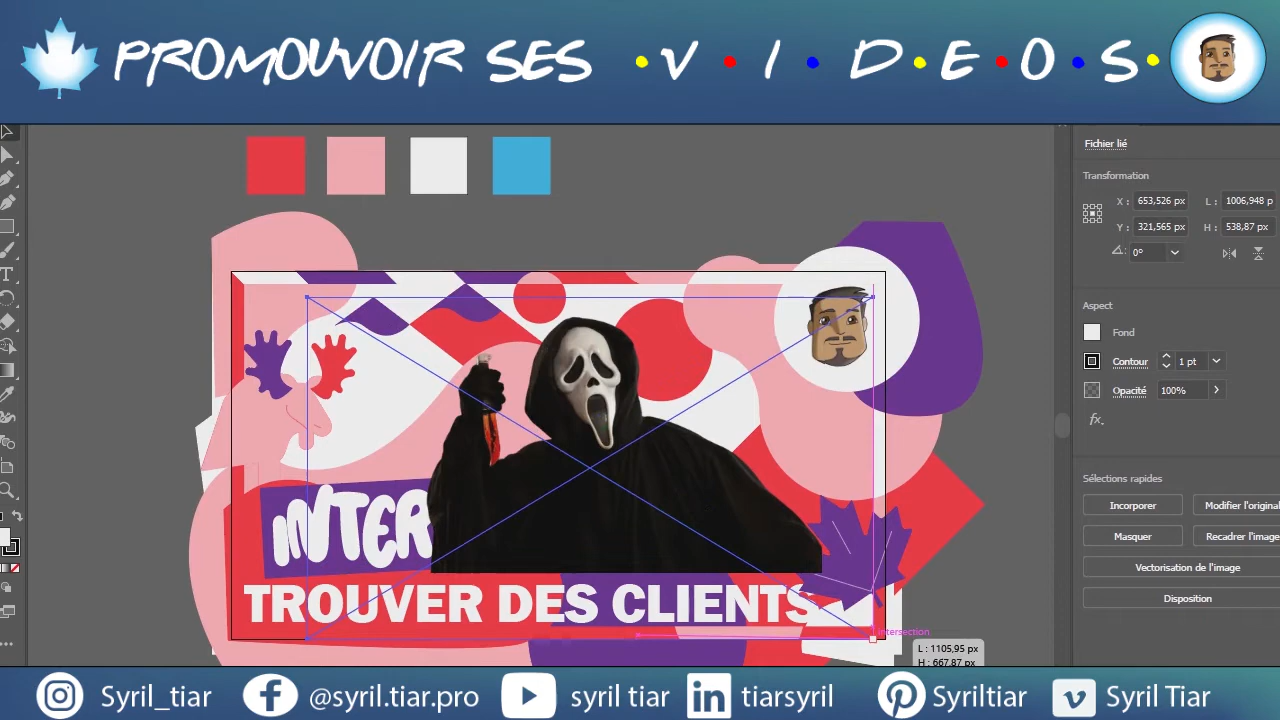 PROMOUVOIR SES V I D E O S
Fichier lié
Transformation
X : 653,526 px L : 1006,948 p
Y : 321,565 px H : 538,87 px
0°
Aspect
Fond
Contour 1 pt
Opacité 100%
fx.
Sélections rapides
Incorporer Modifier l'original
Masquer Recadrer l'image
Vectorisation de l'image
Disposition
INTER
TROUVER DES CLIENTS
Intersection
L : 1105,95 px
H : 667,87 px
Syril_tiar @syril.tiar.pro syril tiar tiarsyril Syriltiar Syril Tiar